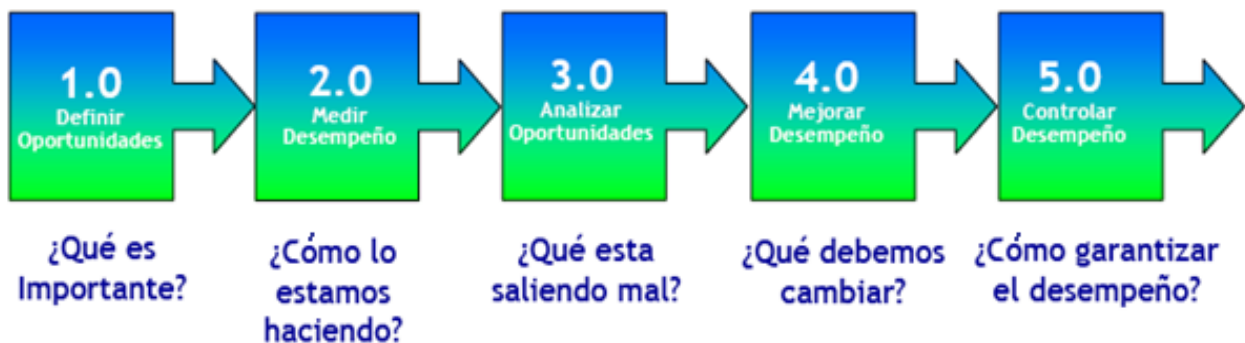 1.0
Definir
Oportunidades
2.0
Medir
Desempeño
3.0
Analizar
Oportunidades
4.0
Mejorar
Desempeño
5.0
Controlar
Desempeño
¿Qué es
Importante?
¿Cómo lo
estamos
haciendo?
¿Qué esta
saliendo mal?
¿Qué debemos
cambiar?
¿Cómo garantizar
el desempeño?